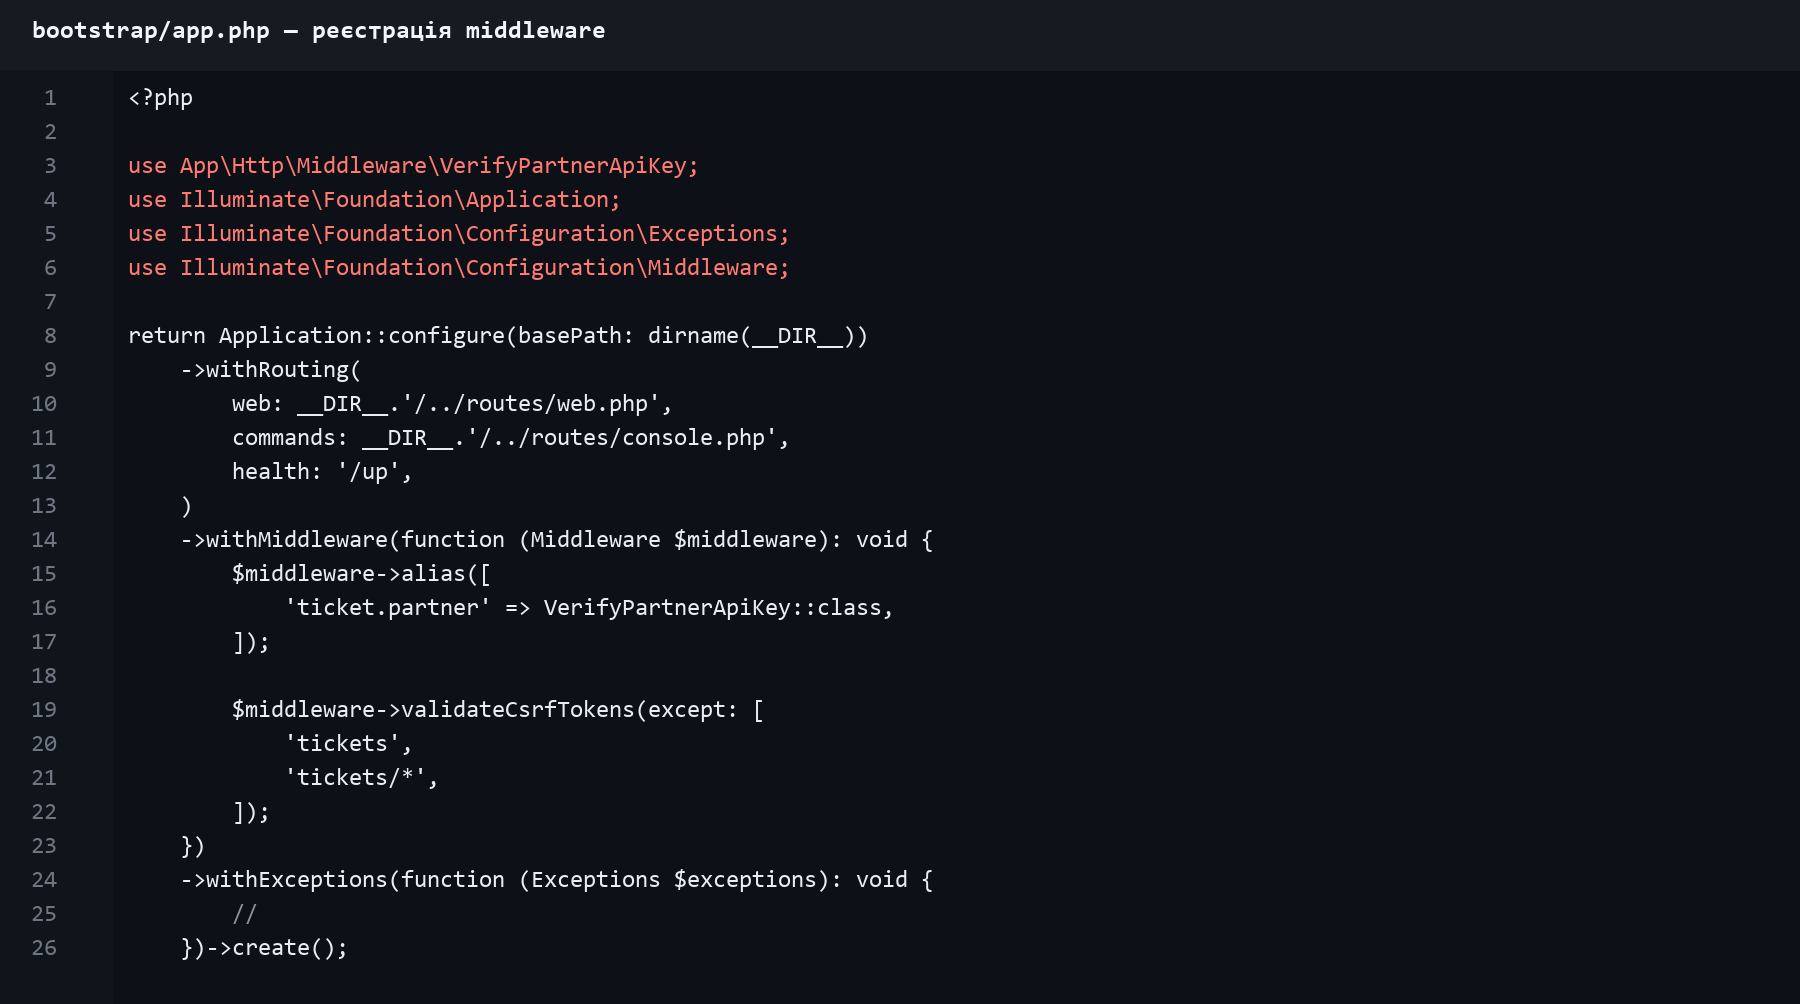 bootstrap/app.php — реєстрація middleware
1 <?php
2
3 use App\Http\Middleware\VerifyPartnerApiKey;
4 use Illuminate\Foundation\Application;
5 use Illuminate\Foundation\Configuration\Exceptions;
6 use Illuminate\Foundation\Configuration\Middleware;
7
8 return Application::configure(basePath: dirname(__DIR__))
9     ->withRouting(
10         web: __DIR__.'/../routes/web.php',
11         commands: __DIR__.'/../routes/console.php',
12         health: '/up',
13     )
14     ->withMiddleware(function (Middleware $middleware): void {
15         $middleware->alias([
16             'ticket.partner' => VerifyPartnerApiKey::class,
17         ]);
18
19         $middleware->validateCsrfTokens(except: [
20             'tickets',
21             'tickets/*',
22         ]);
23     })
24     ->withExceptions(function (Exceptions $exceptions): void {
25         //
26     })->create();